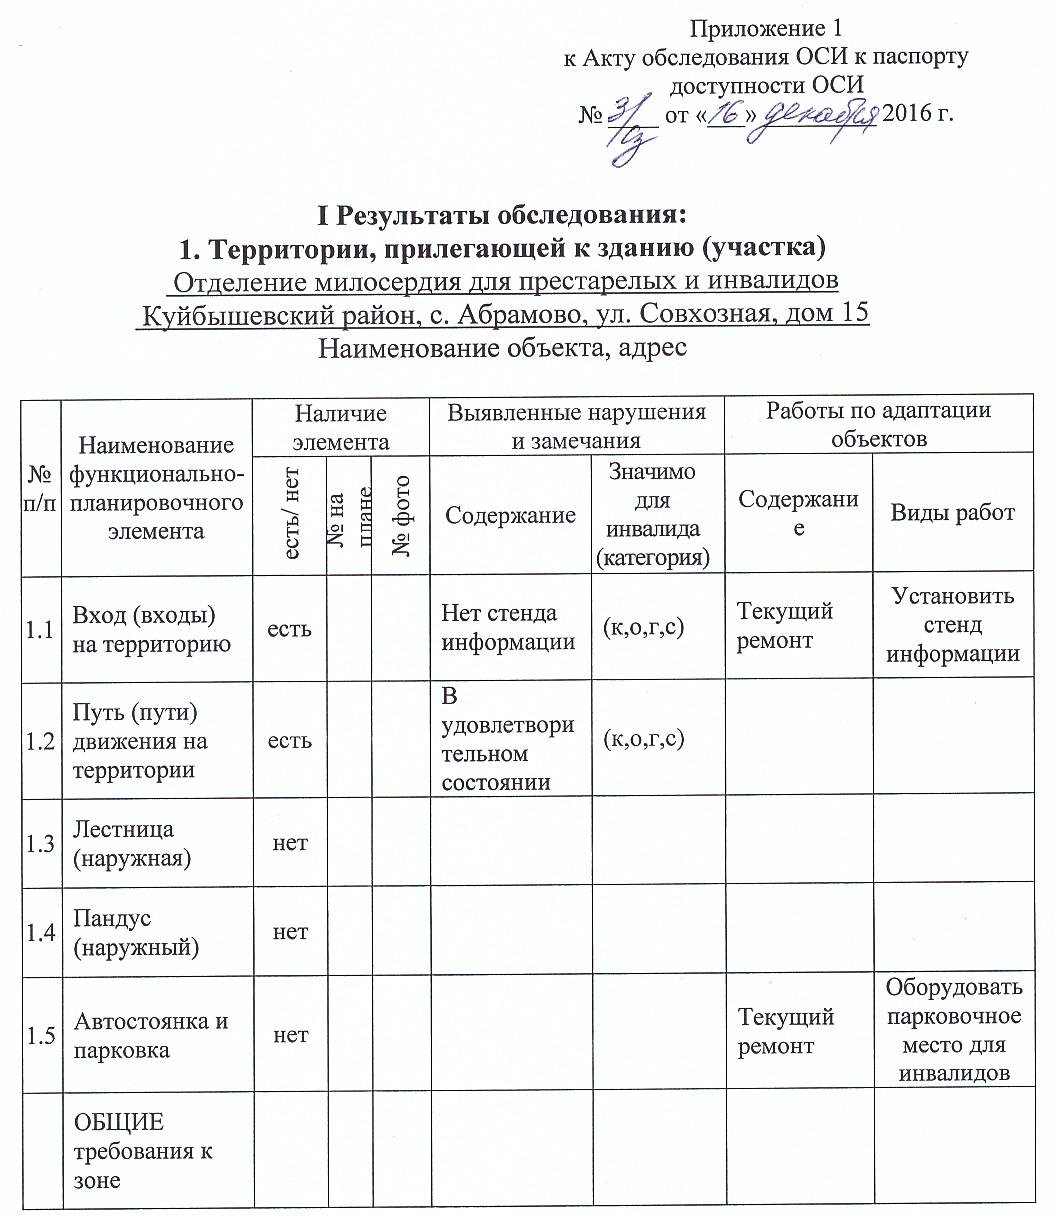 Приложение 1
к Акту обследования ОСИ к паспорту
доступности ОСИ
№ 3/сз от «16» декабря 2016 г.
I Результаты обследования:
1. Территории, прилегающей к зданию (участка)
Отделение милосердия для престарелых и инвалидов
Куйбышевский район, с. Абрамово, ул. Совхозная, дом 15
Наименование объекта, адрес
№
п/п
Наименование
функционально-
планировочного
элемента
Наличие
элемента
Выявленные нарушения
и замечания
Работы по адаптации
объектов
есть/ нет
№ на
плане
№ фото
Содержание
Значимо
для
инвалида
(категория)
Содержани
е
Виды работ
1.1
Вход (входы)
на территорию
есть
Нет стенда
информации
(к,о,г,с)
Текущий
ремонт
Установить
стенд
информации
1.2
Путь (пути)
движения на
территории
есть
В
удовлетвори
тельном
состоянии
(к,о,г,с)
1.3
Лестница
(наружная)
нет
1.4
Пандус
(наружный)
нет
1.5
Автостоянка и
парковка
нет
Текущий
ремонт
Оборудовать
парковочное
место для
инвалидов
ОБЩИЕ
требования к
зоне